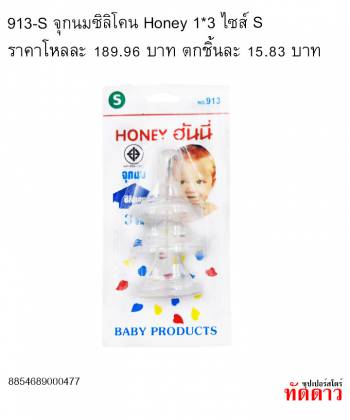 913-S จุกนมซิลิโคน Honey 1*3 ไซส์ S
ราคาโหลละ 189.96 บาท ตกชิ้นละ 15.83 บาท
S
NO.913
HONEY ฮันนี่
จุกนม
BABY PRODUCTS
8854689000477
ซุปเปอร์สโตร์
ทัดดาว